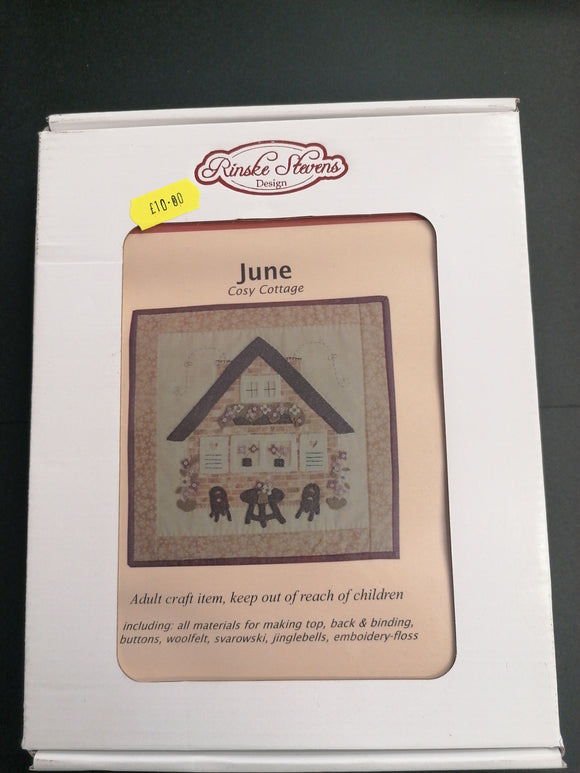 Rinske Stevens
Design
£10.00
June
Cosy Cottage
Adult craft item, keep out of reach of children
including: all materials for making top, back & binding,
buttons, woolfelt, svarowski, jinglebells, emboidery-floss